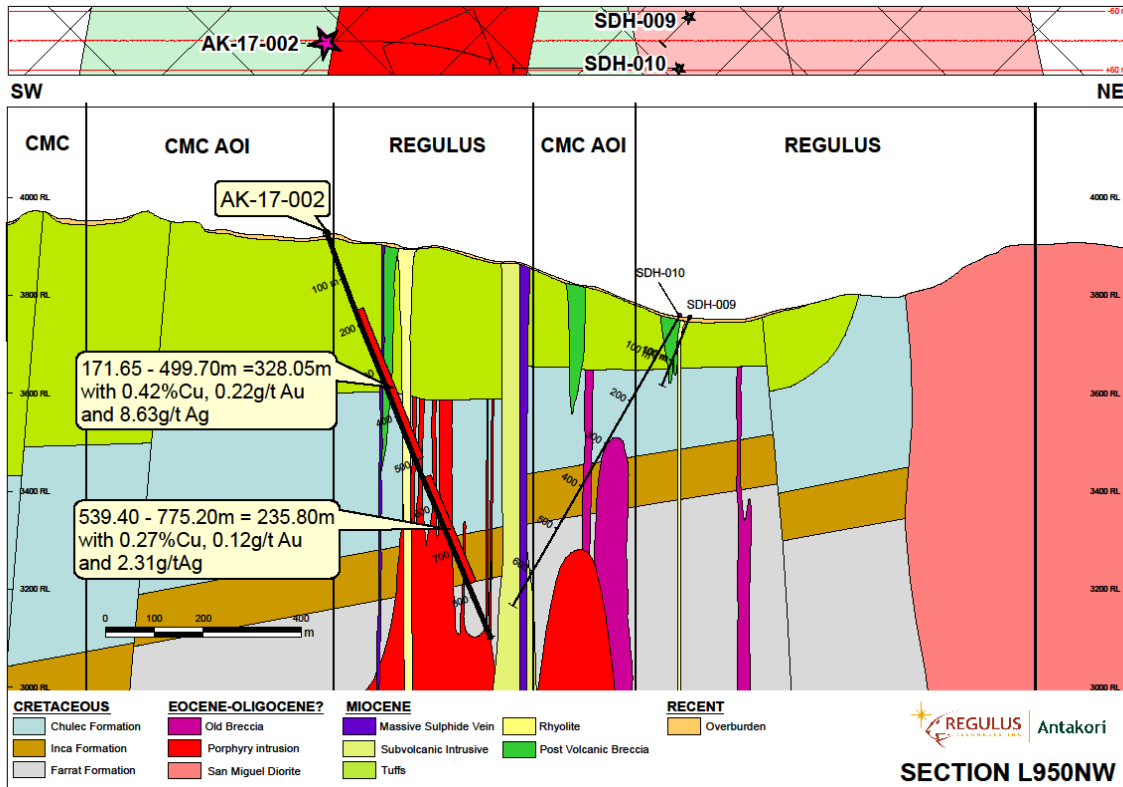 -60 m
SDH-009
AK-17-002
SDH-010
+60 m
SW
NE
CMC
CMC AOI
REGULUS
CMC AOI
REGULUS
4000 RL
4000 RL
AK-17-002
SDH-010
SDH-009
100 m
3800 RL
3800 RL
200
100 m
100 m
171.65 - 499.70m =328.05m
with 0.42%Cu, 0.22g/t Au
and 8.63g/t Ag
3600 RL
3600 RL
200
400
300
500
400
3400 RL
3400 RL
539.40 - 775.20m = 235.80m
with 0.27%Cu, 0.12g/t Au
and 2.31g/tAg
500
700
600
3200 RL
3200 RL
800
0 100 200 400
m
3000 RL
3000 RL
CRETACEOUS
Chulec Formation
Inca Formation
Farrat Formation
EOCENE-OLIGOCENE?
Old Breccia
Porphyry intrusion
San Miguel Diorite
MIOCENE
Massive Sulphide Vein
Subvolcanic Intrusive
Tuffs
Rhyolite
Post Volcanic Breccia
RECENT
Overburden
REGULUS
RESOURCES INC.
Antakori
SECTION L950NW